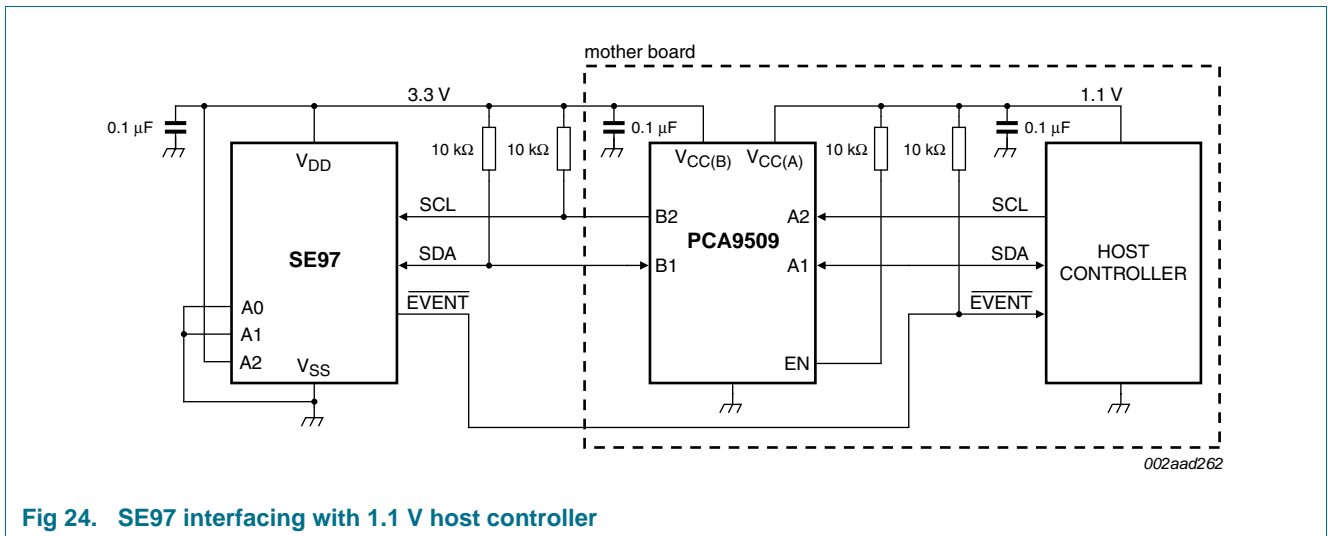 mother board
3.3 V
1.1 V
0.1 μF
10 kΩ
10 kΩ
0.1 μF
10 kΩ
10 kΩ
0.1 μF
VDD
VCC(B)
VCC(A)
SCL
B2
A2
SCL
SE97
PCA9509
SDA
B1
A1
SDA
HOST
CONTROLLER
EVENT
EVENT
A0
A1
A2
VSS
EN
002aad262
Fig 24. SE97 interfacing with 1.1 V host controller